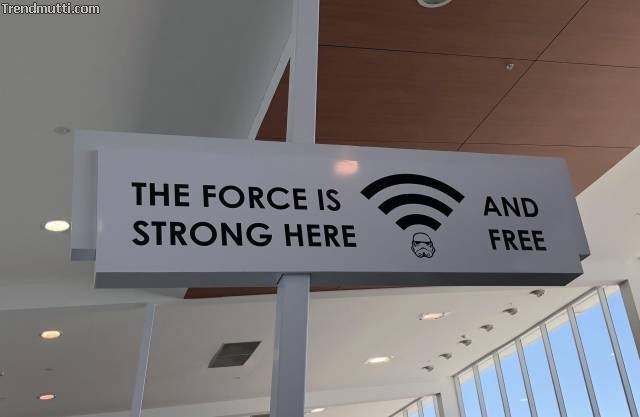 Trendmutti.com
THE FORCE IS
STRONG HERE
AND
FREE